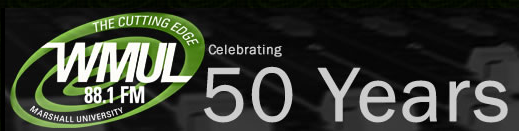 THE CUTTING EDGE
WMUL
88.1 FM
MARSHALL UNIVERSITY
Celebrating
50 Years